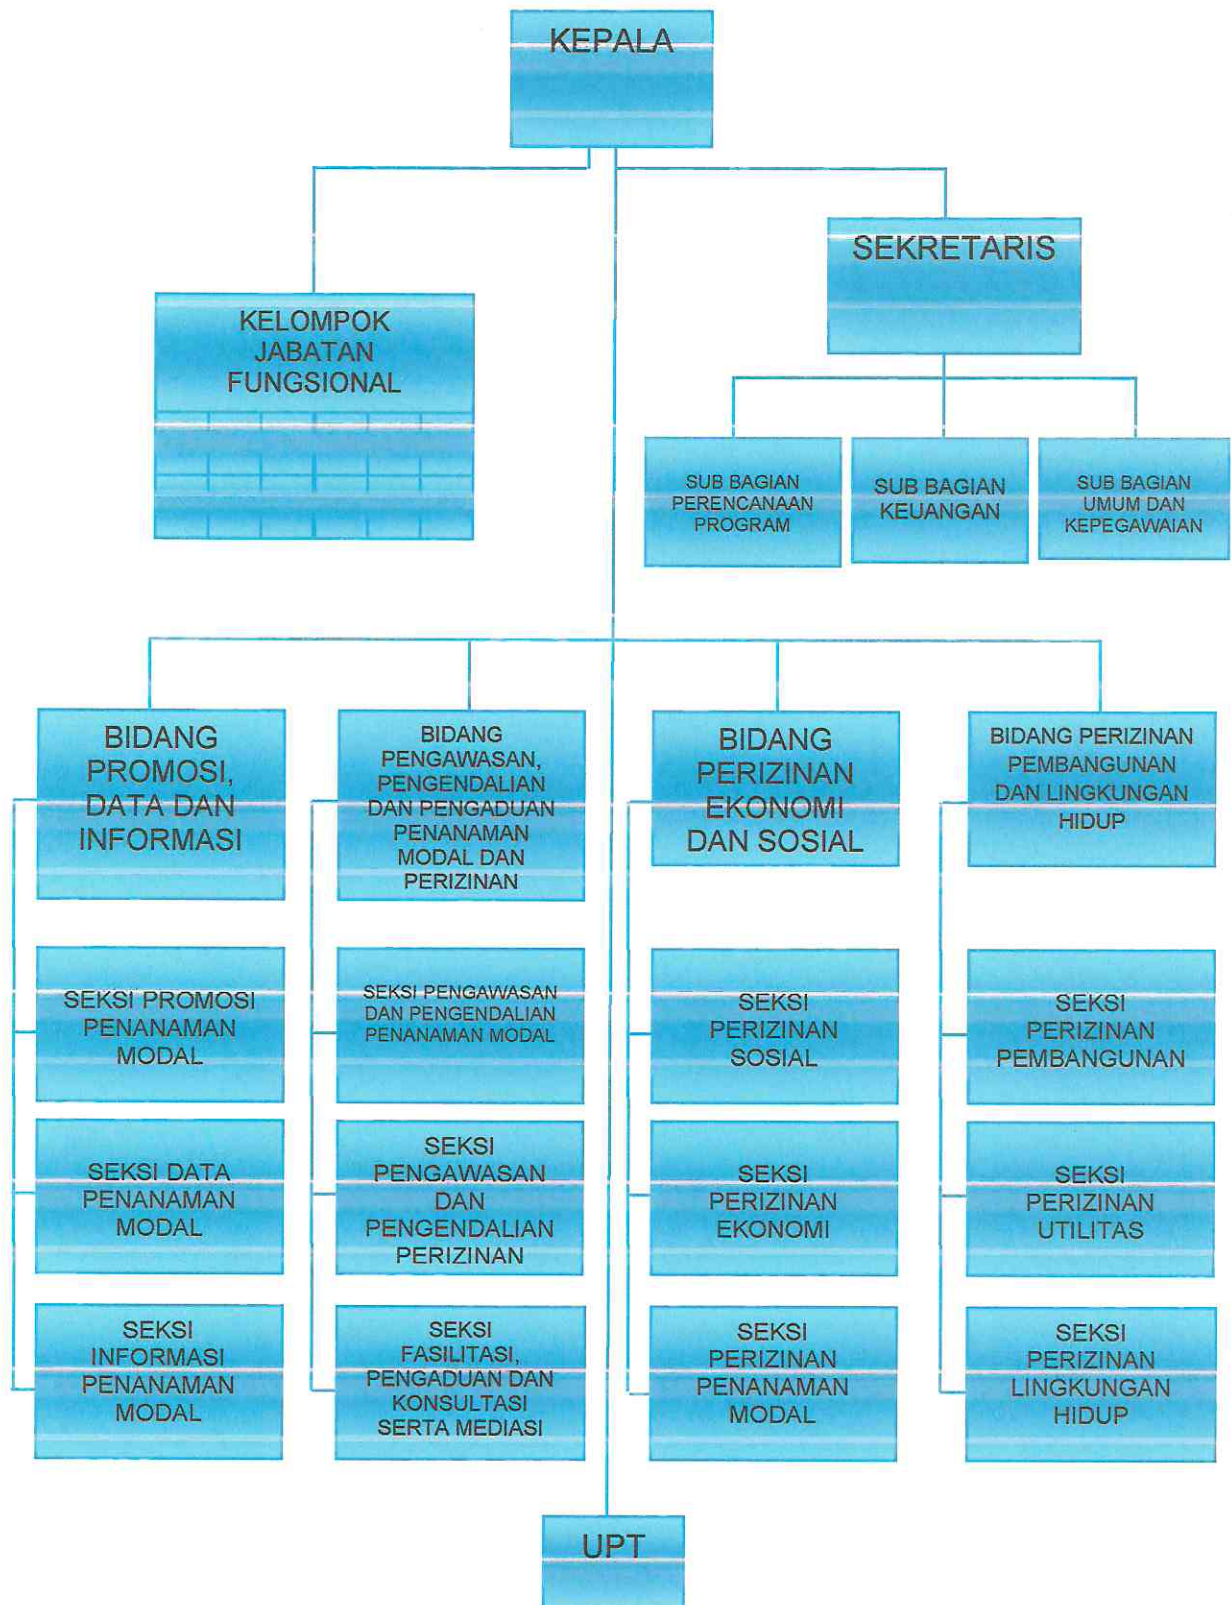 KEPALA
SEKRETARIS
KELOMPOK
JABATAN
FUNGSIONAL
SUB BAGIAN
PERENCANAAN
PROGRAM
SUB BAGIAN
KEUANGAN
SUB BAGIAN
UMUM DAN
KEPEGAWAIAN
BIDANG
PROMOSI,
DATA DAN
INFORMASI
BIDANG
PENGAWASAN,
PENGENDALIAN
DAN PENGADUAN
PENANAMAN
MODAL DAN
PERIZINAN
BIDANG
PERIZINAN
EKONOMI
DAN SOSIAL
BIDANG PERIZINAN
PEMBANGUNAN
DAN LINGKUNGAN
HIDUP
SEKSI PROMOSI
PENANAMAN
MODAL
SEKSI PENGAWASAN
DAN PENGENDALIAN
PENANAMAN MODAL
SEKSI
PERIZINAN
SOSIAL
SEKSI
PERIZINAN
PEMBANGUNAN
SEKSI DATA
PENANAMAN
MODAL
SEKSI
PENGAWASAN
DAN
PENGENDALIAN
PERIZINAN
SEKSI
PERIZINAN
EKONOMI
SEKSI
PERIZINAN
UTILITAS
SEKSI
INFORMASI
PENANAMAN
MODAL
SEKSI
FASILITASI,
PENGADUAN DAN
KONSULTASI
SERTA MEDIASI
SEKSI
PERIZINAN
PENANAMAN
MODAL
SEKSI
PERIZINAN
LINGKUNGAN
HIDUP
UPT